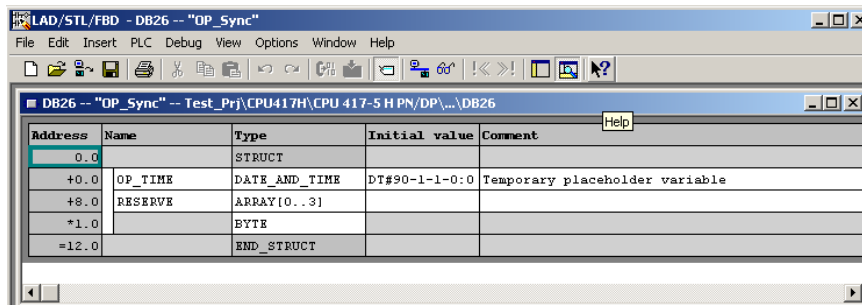 LAD/STL/FBD - DB26 -- "OP_Sync"
File Edit Insert PLC Debug View Options Window Help
DB26 -- "OP_Sync" -- Test_Prj\CPU417H\CPU 417-5 H PN/DP\...\DB26
Help
Address Name Type Initial value Comment
0.0 STRUCT
+0.0 OP_TIME DATE_AND_TIME DT#90-1-1-0:0 Temporary placeholder variable
+8.0 RESERVE ARRAY[0..3]
*1.0 BYTE
=12.0 END_STRUCT